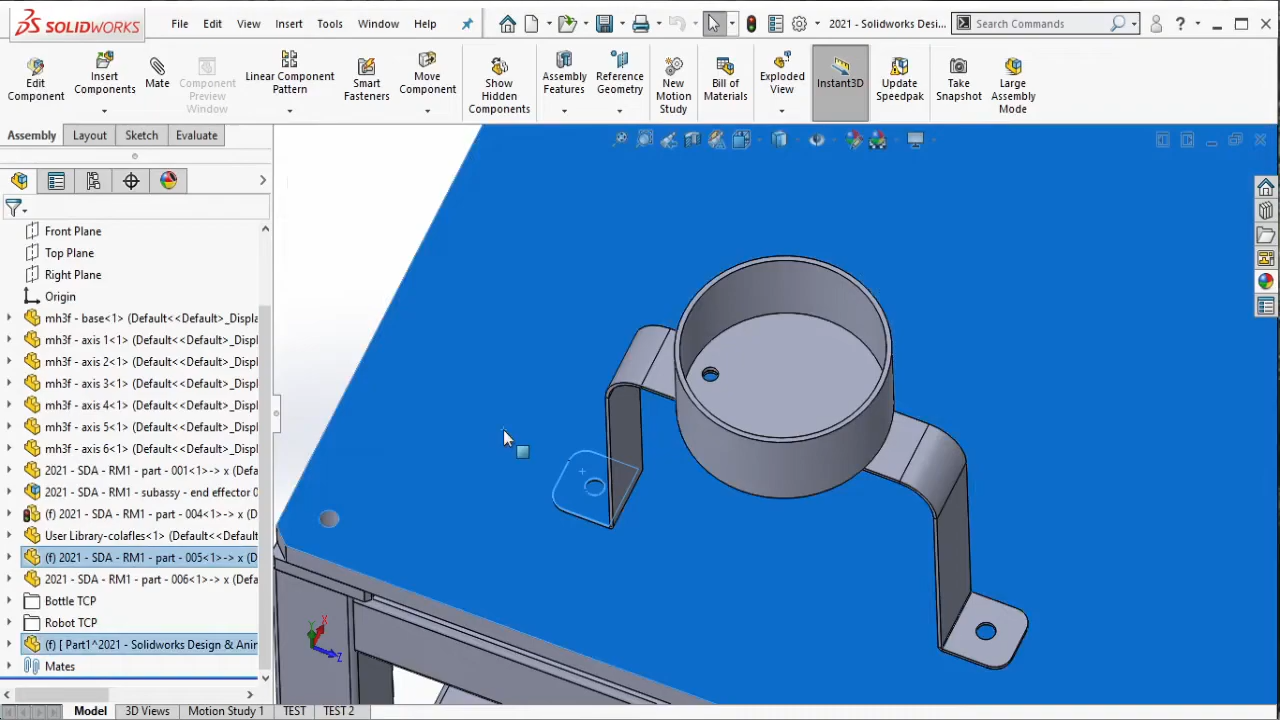 SOLIDWORKS File Edit View Insert Tools Window Help 2021 - Solidworks Desi... Search Commands ?
Edit Component
Insert Components
Mate
Component Preview Window
Linear Component Pattern
Smart Fasteners
Move Component
Show Hidden Components
Assembly Features
Reference Geometry
New Motion Study
Bill of Materials
Exploded View
Instant3D
Update Speedpak
Take Snapshot
Large Assembly Mode
Assembly Layout Sketch Evaluate
Front Plane
Top Plane
Right Plane
Origin
mh3f - base<1> (Default<<Default>_Displ
mh3f - axis 1<1> (Default<<Default>_Displ
mh3f - axis 2<1> (Default<<Default>_Displ
mh3f - axis 3<1> (Default<<Default>_Displ
mh3f - axis 4<1> (Default<<Default>_Displ
mh3f - axis 5<1> (Default<<Default>_Displ
mh3f - axis 6<1> (Default<<Default>_Displ
2021 - SDA - RM1 - part - 001<1>-> x (De
2021 - SDA - RM1 - subassy - end effector 0
(f) 2021 - SDA - RM1 - part - 004<1>-> x (D
User Library-colafles<1> (Default<<Defaul
(f) 2021 - SDA - RM1 - part - 005<1>-> x (D
2021 - SDA - RM1 - part - 006<1>-> x (Defa
Bottle TCP
Robot TCP
(f) [ Part1^2021 - Solidworks Design & Ani
Mates
Y X Z
Model 3D Views Motion Study 1 TEST TEST 2